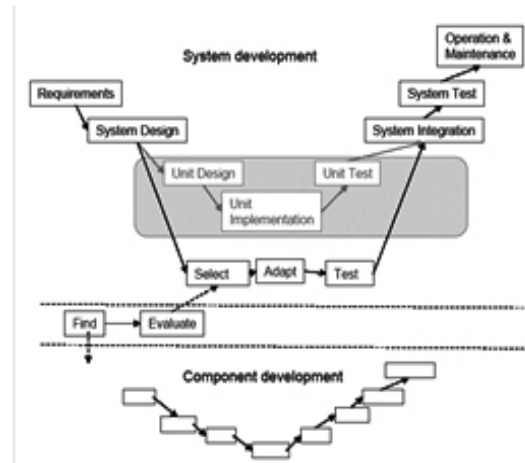 Operation &
Maintenance
System development
Requirements
System Test
System Design
System Integration
Unit Design
Unit Test
Unit
Implementation
Select
Adapt
Test
Find
Evaluate
Component development